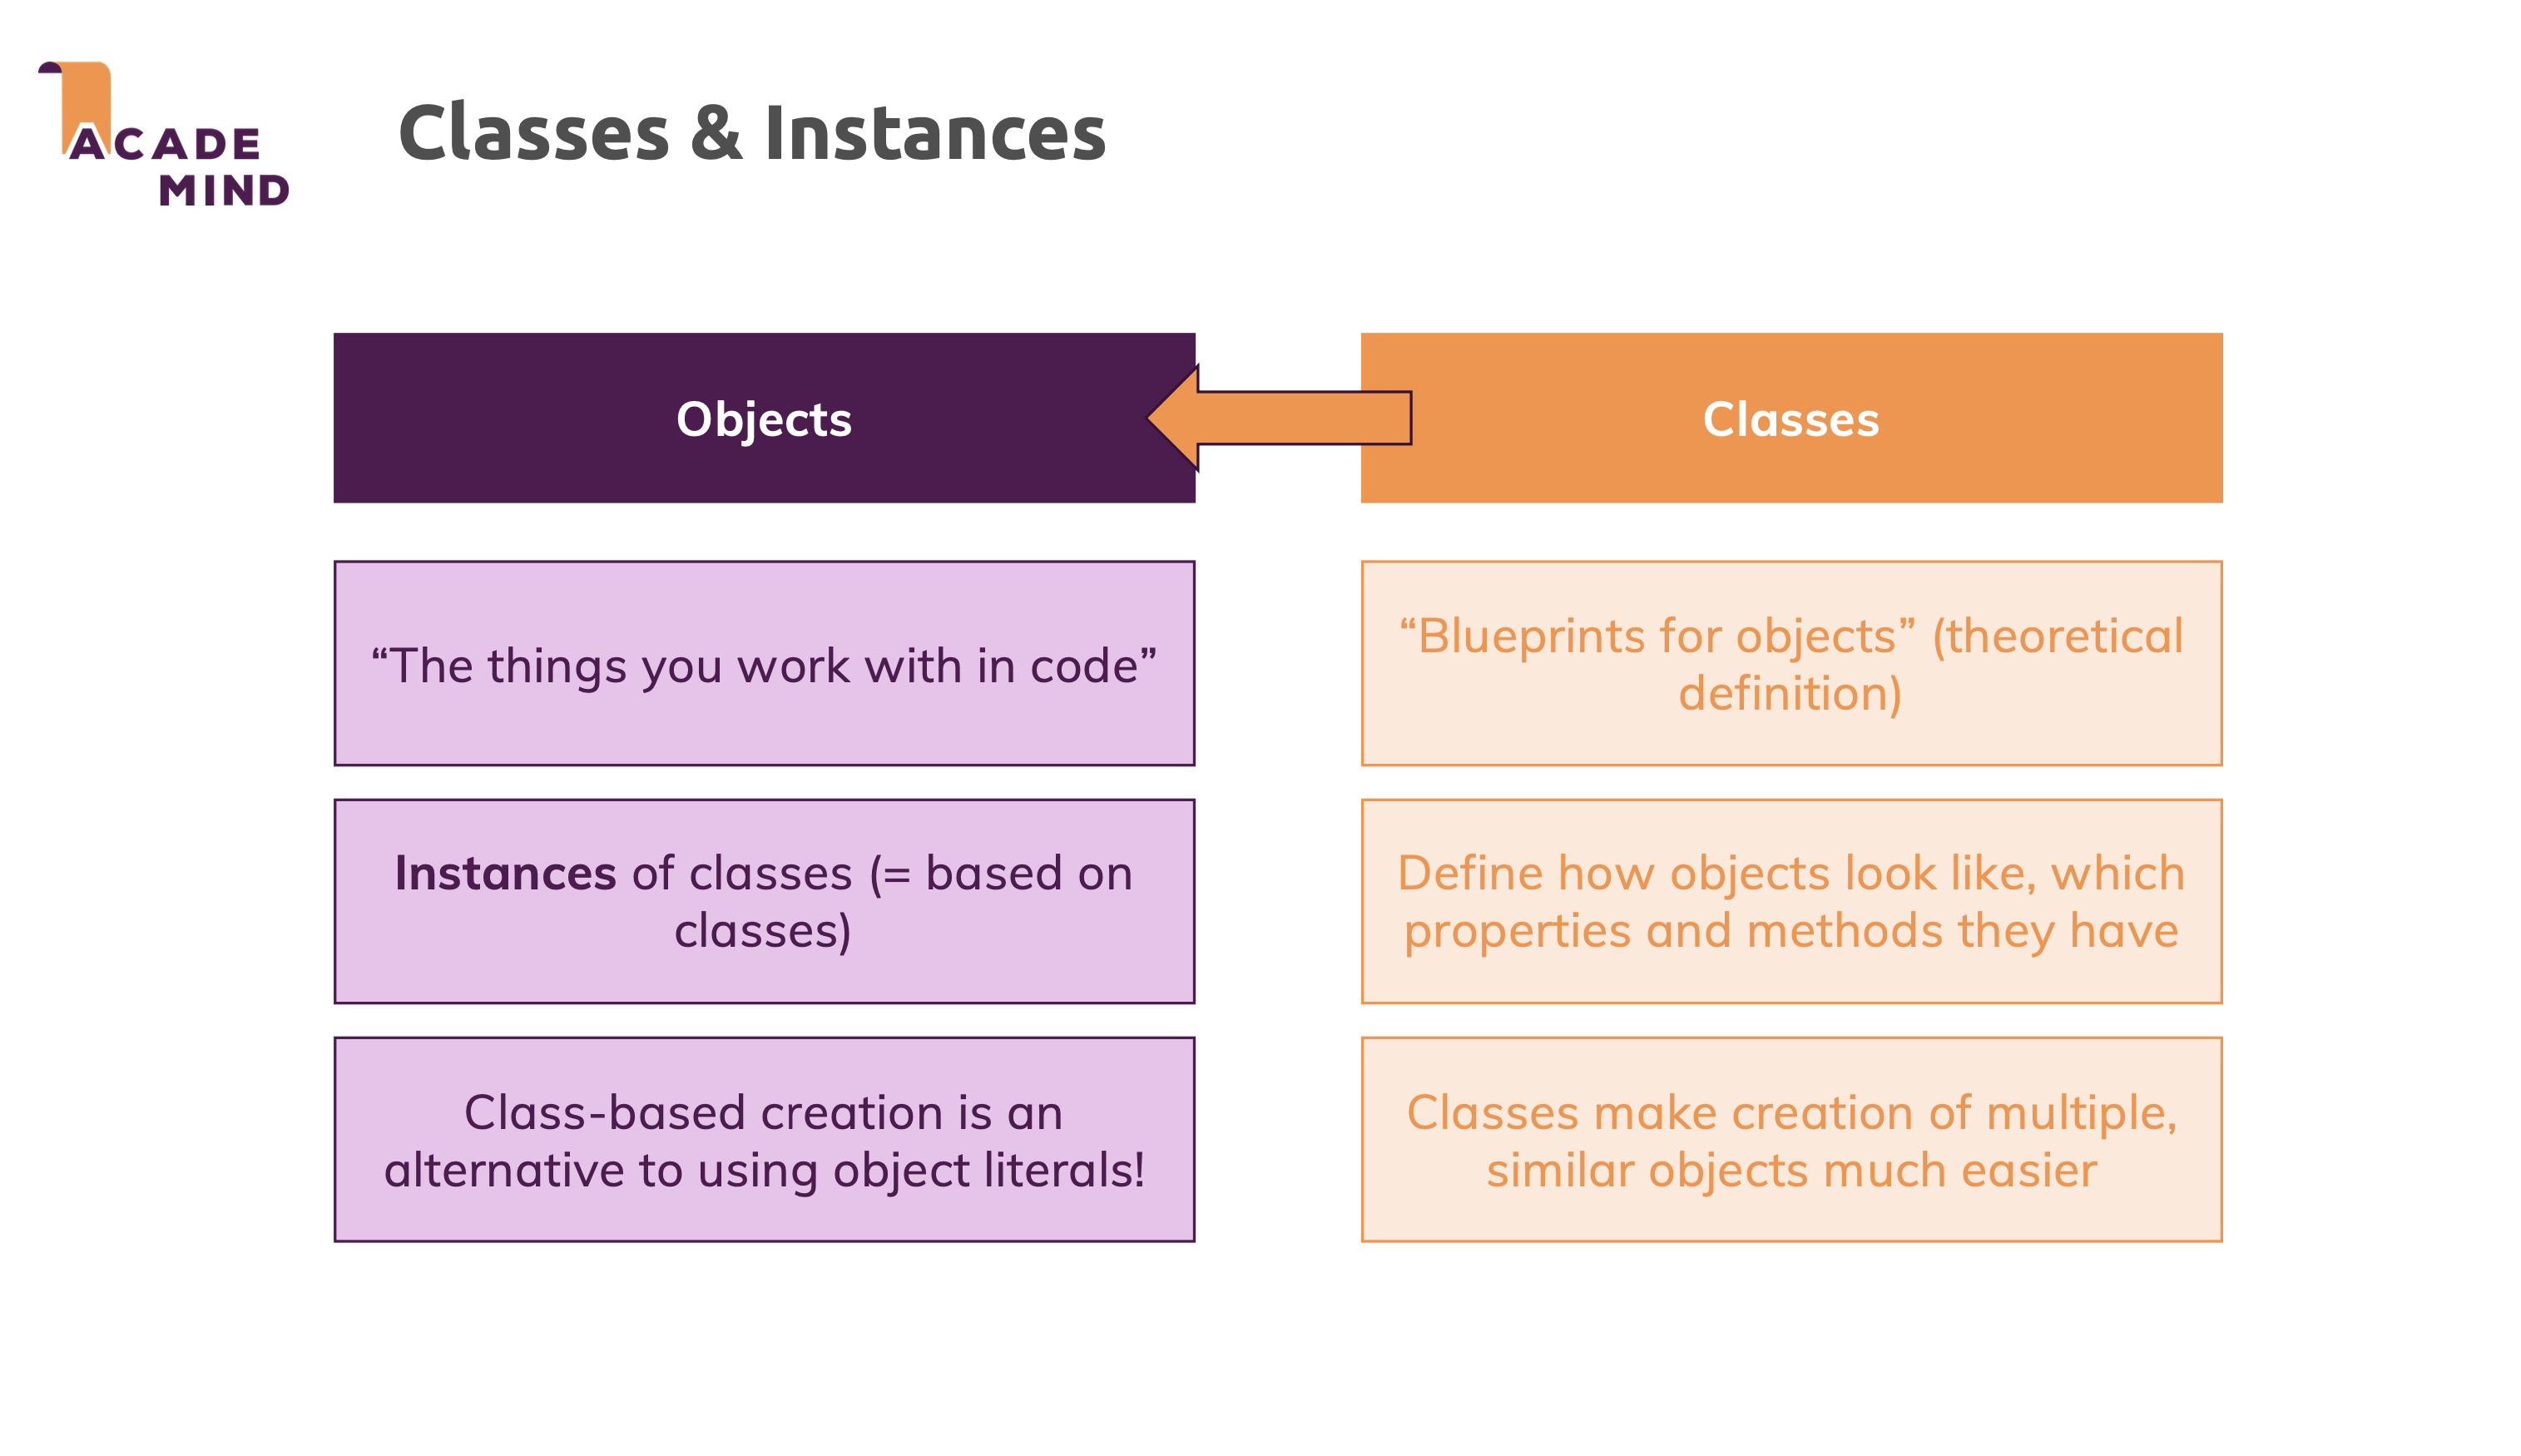 ACADE
MIND
Classes & Instances
Objects
Classes
“The things you work with in code”
“Blueprints for objects” (theoretical
definition)
Instances of classes (= based on
classes)
Define how objects look like, which
properties and methods they have
Class-based creation is an
alternative to using object literals!
Classes make creation of multiple,
similar objects much easier